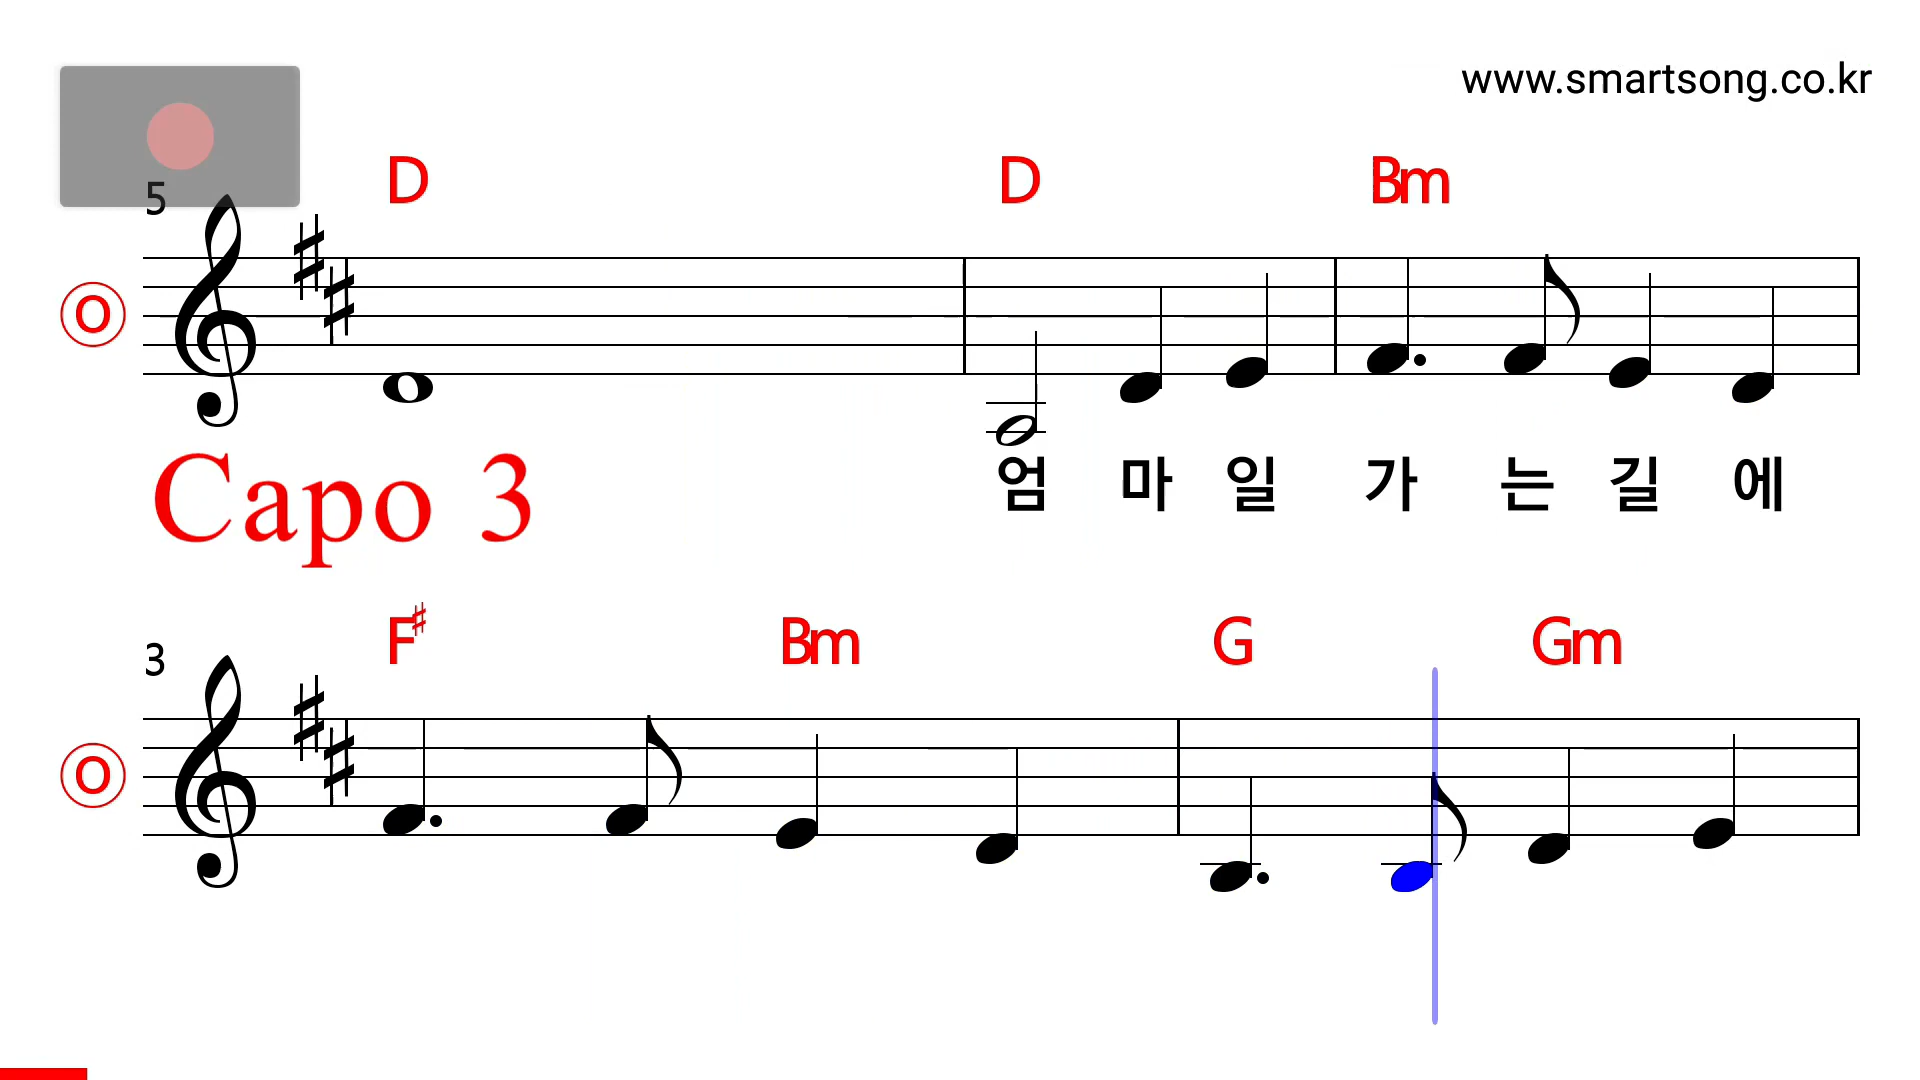 www.smartsong.co.kr
D D Bm
5
ⓞ
엄 마 일 가 는 길 에
Capo 3
F♯ Bm G Gm
3
ⓞ